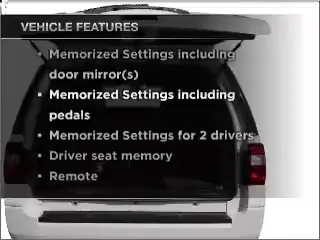 VEHICLE FEATURES
• Memorized Settings including
door mirror(s)
• Memorized Settings including
pedals
• Memorized Settings for 2 drivers
• Driver seat memory
• Remote